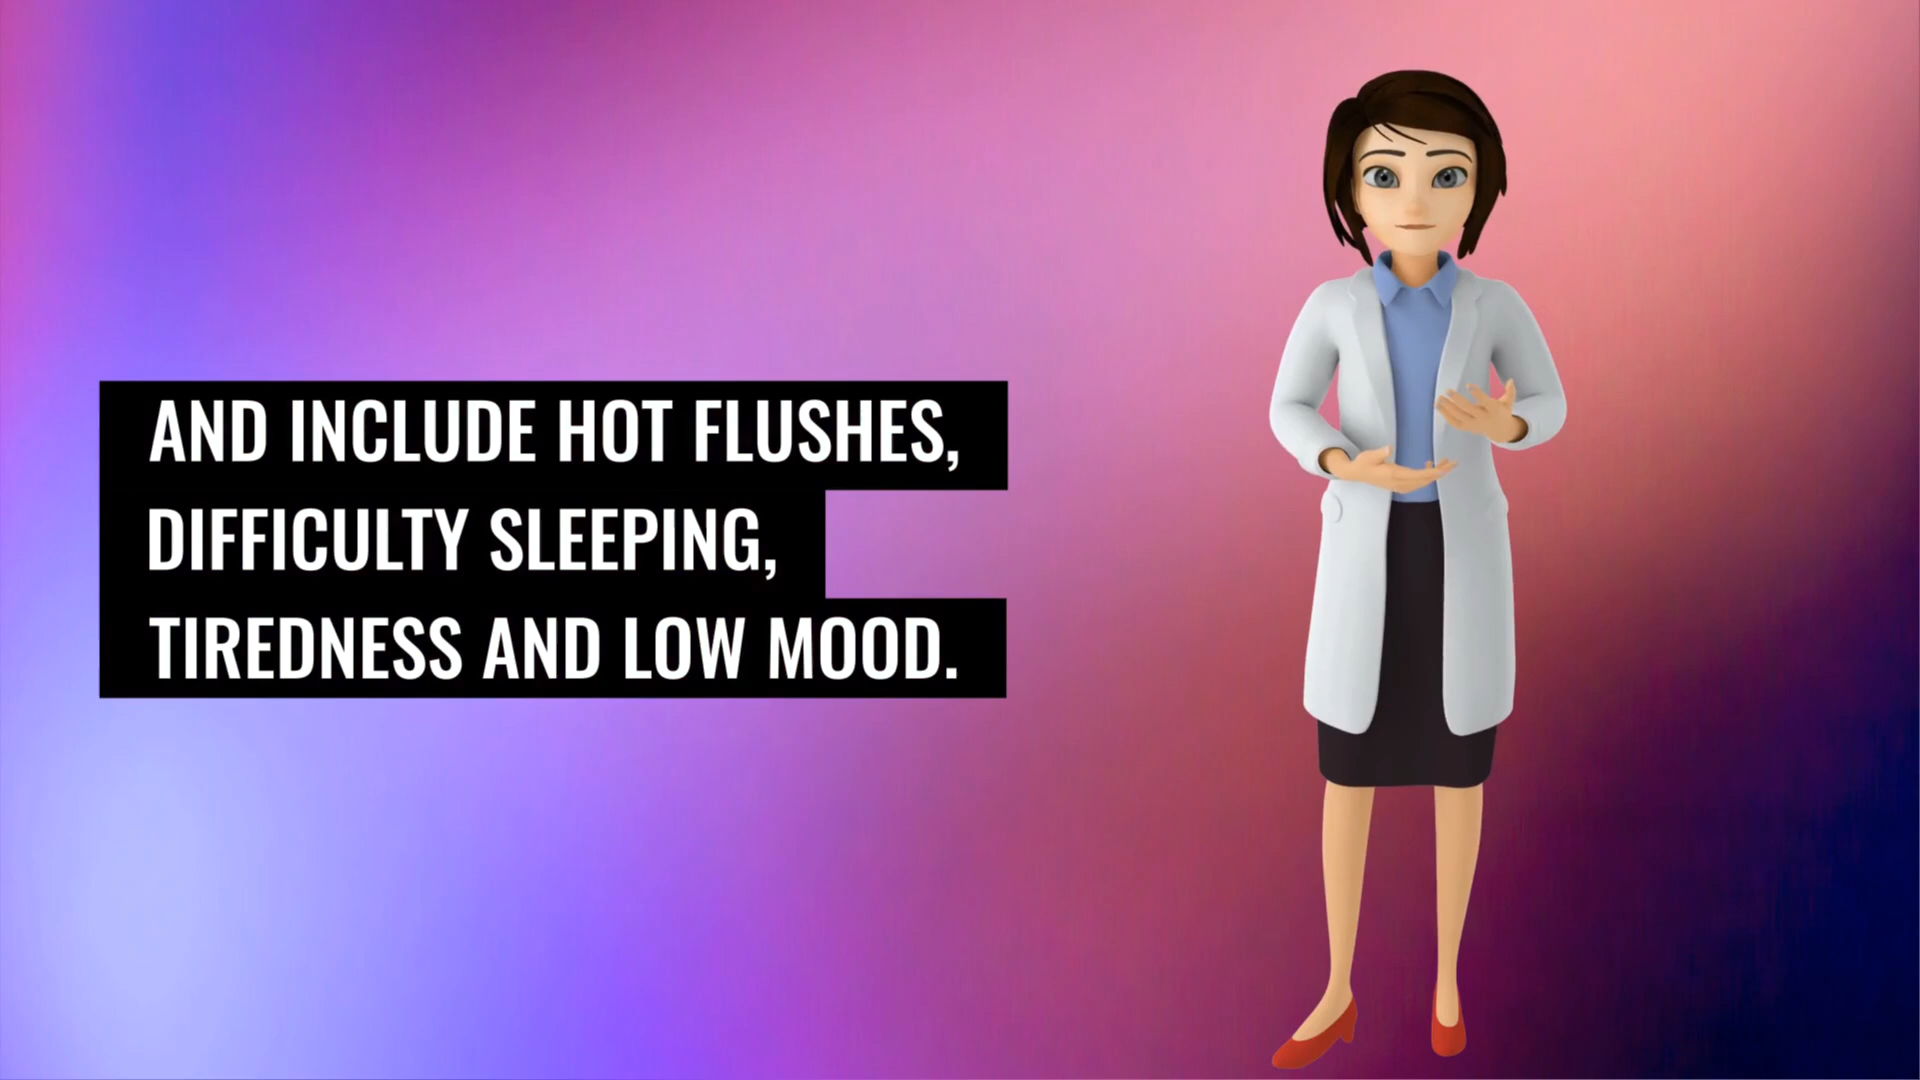 AND INCLUDE HOT FLUSHES,
DIFFICULTY SLEEPING,
TIREDNESS AND LOW MOOD.